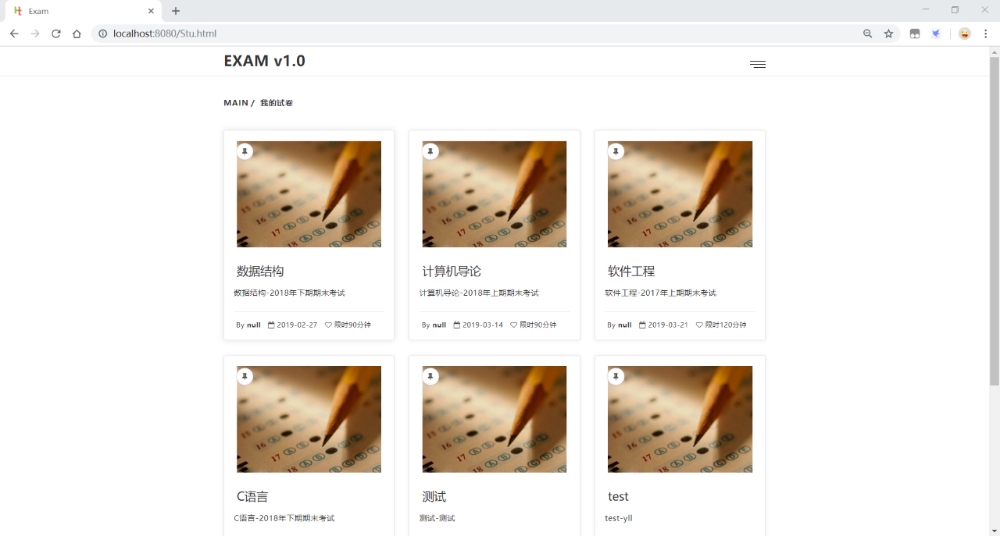 Exam
localhost:8080/Stu.html
EXAM v1.0
MAIN / 我的试卷
数据结构
数据结构-2018年下期期末考试
By null 2019-02-27 限时90分钟
计算机导论
计算机导论-2018年上期期末考试
By null 2019-03-14 限时90分钟
软件工程
软件工程-2017年上期期末考试
By null 2019-03-21 限时120分钟
C语言
C语言-2018年下期期末考试
测试
测试-测试
test
test-yll